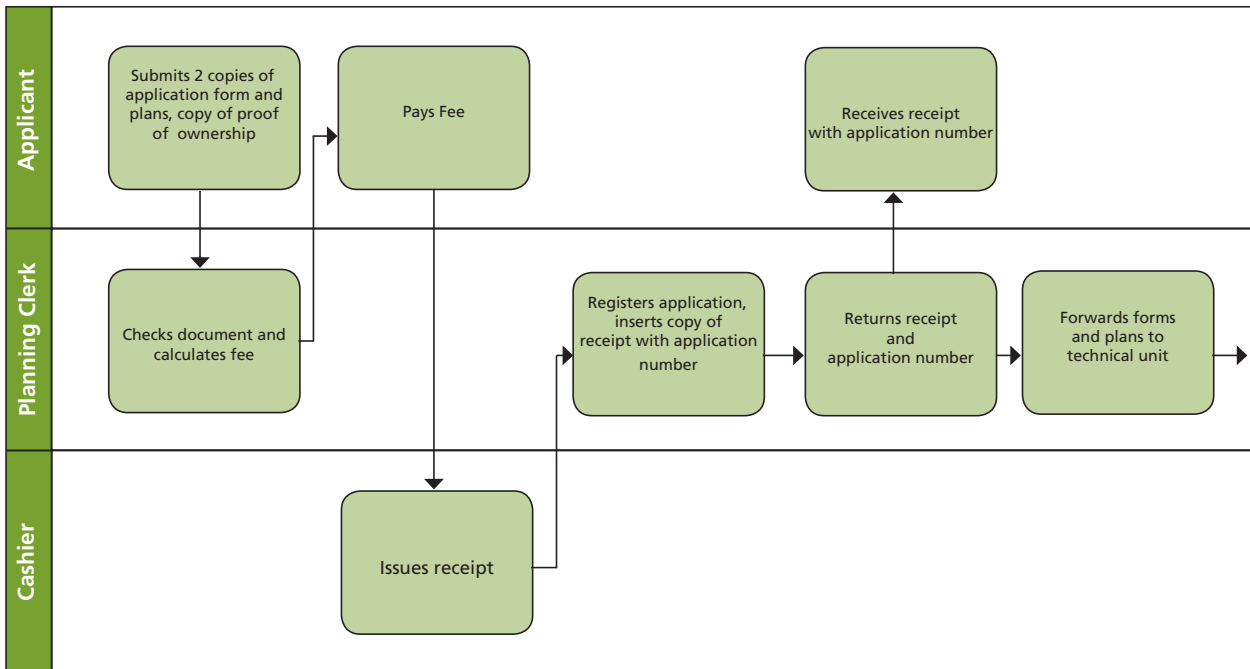 Applicant
Submits 2 copies of
application form and
plans, copy of proof
of ownership
Pays Fee
Receives receipt
with application number
Planning Clerk
Checks document and
calculates fee
Registers application,
inserts copy of
receipt with application
number
Returns receipt
and
application number
Forwards forms
and plans to
technical unit
Cashier
Issues receipt